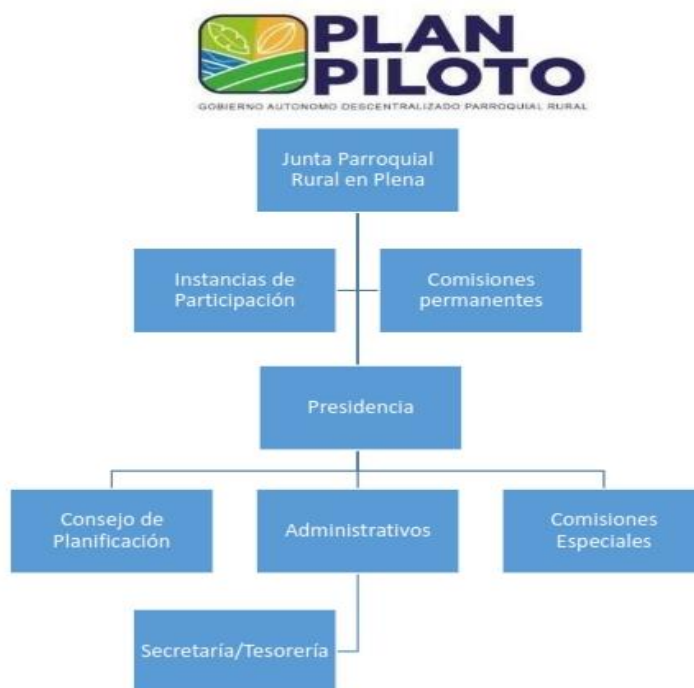 PLAN
PILOTO
GOBIERNO AUTONOMO DESCENTRALIZADO PARROQUIAL RURAL
Junta Parroquial
Rural en Plena
Instancias de
Participación
Comisiones
permanentes
Presidencia
Consejo de
Planificación
Administrativos
Comisiones
Especiales
Secretaría/Tesorería